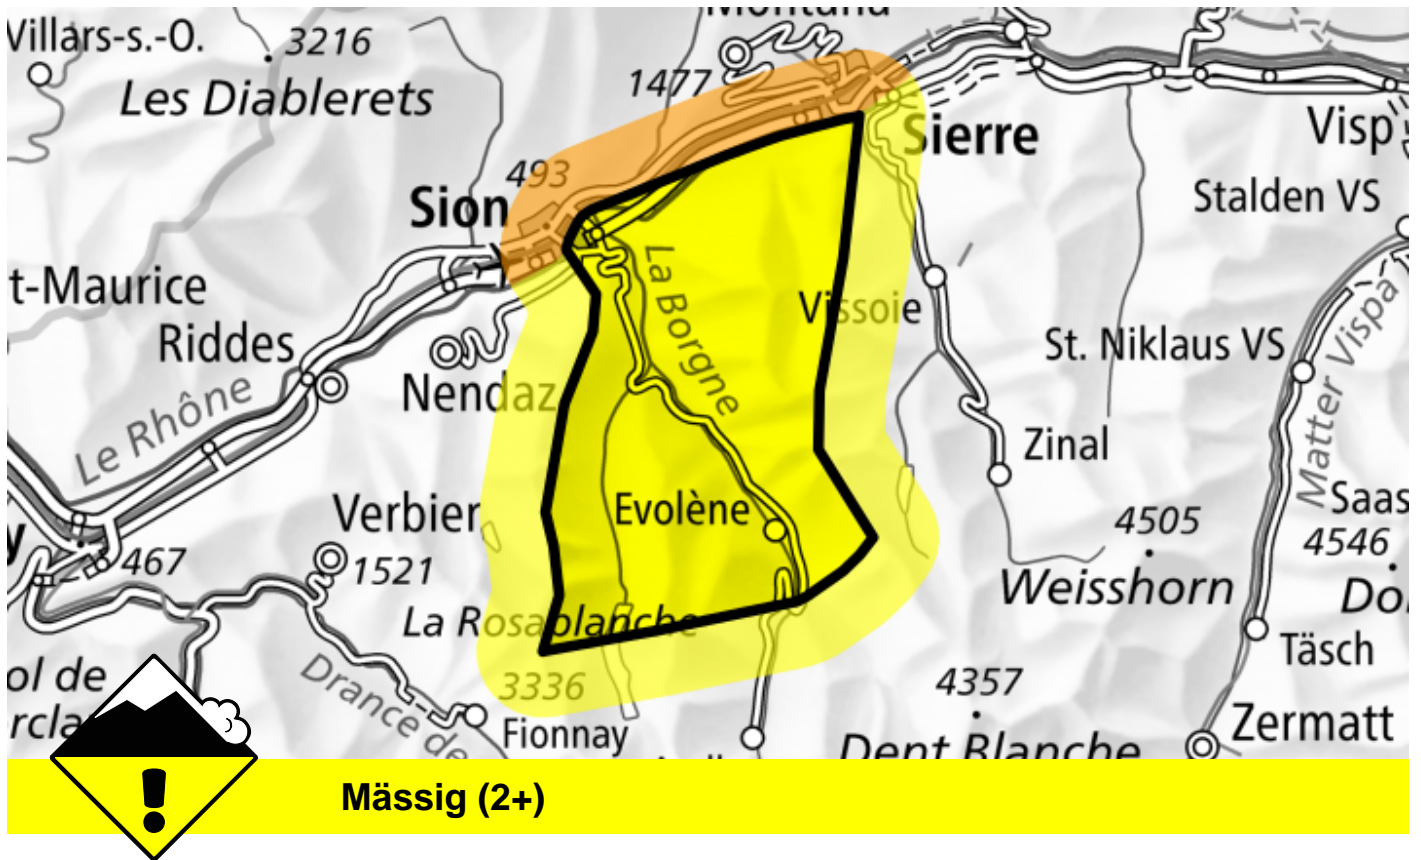 Villars-s.-O.
3216
Les Diablerets
1477
Sierre
Visp
493
Sion
Stalden VS
t-Maurice
La Borgne
Vissoie
Riddes
St. Niklaus VS
Le Rhône
Nendaz
Matter Vispa
Zinal
Verbier
Evolène
4505
Saas
y
467
1521
4546
Weisshorn
La Rosablanche
Täsch
ol de
Drance de
3336
4357
Zermatt
Fionnay
Dent Blanche
Mässig (2+)